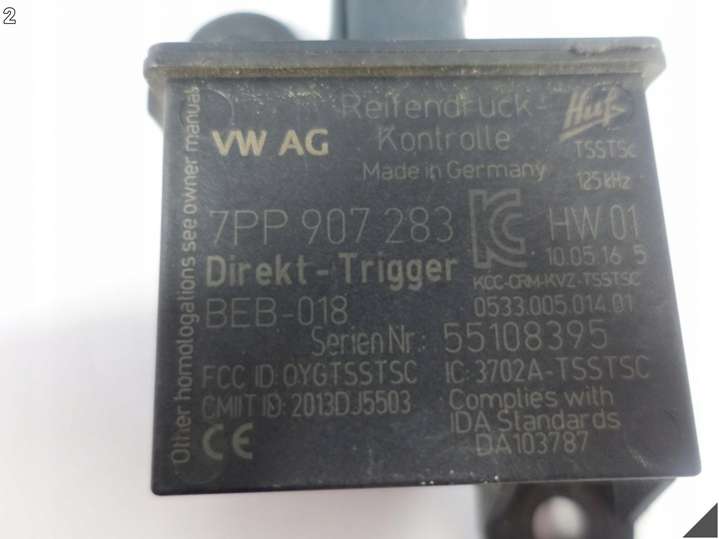 2
Other homologations see owner manual
Reifendruck-
Kontrolle
Made in Germany
VW AG
Huf
TSSTSc
125kHz
7PP 907 283
HW 01
10.05.16 5
Direkt-Trigger
KCC-CRM-KVZ-TSSTSC
BEB-018
0533.005.014.01
Serien Nr.: 55108395
FCC ID: OYGTSSTSC IC: 3702A-TSSTSC
CMIIT ID: 2013DJ5503
Complies with
IDA Standards
DA103787
CE